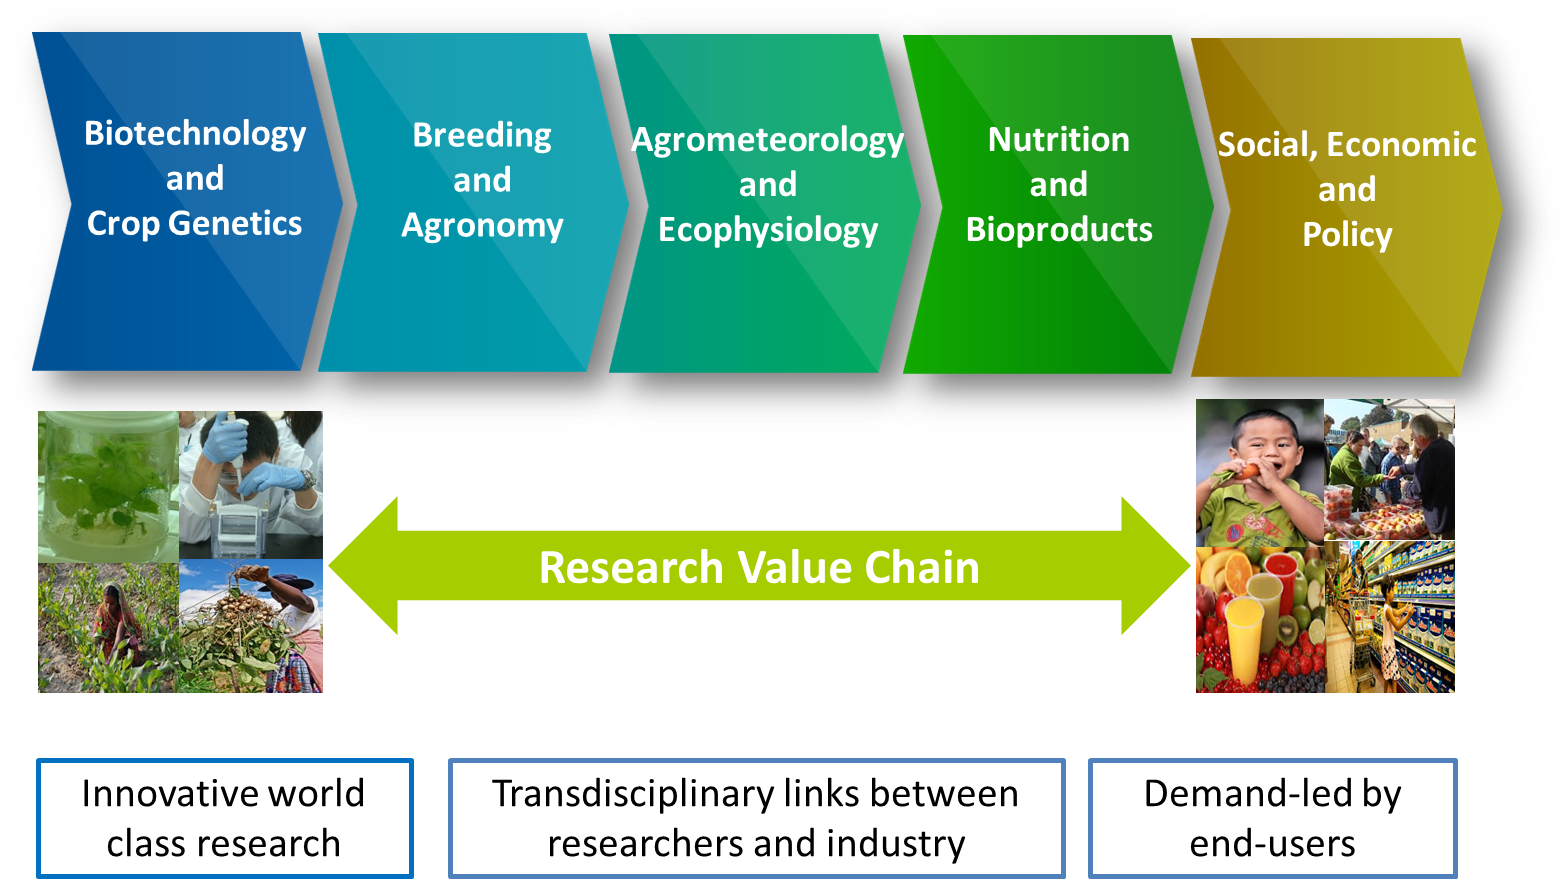 Biotechnology
and
Crop Genetics
Breeding
and
Agronomy
Agrometeorology
and
Ecophysiology
Nutrition
and
Bioproducts
Social, Economic
and
Policy
Research Value Chain
Innovative world
class research
Transdisciplinary links between
researchers and industry
Demand-led by
end-users